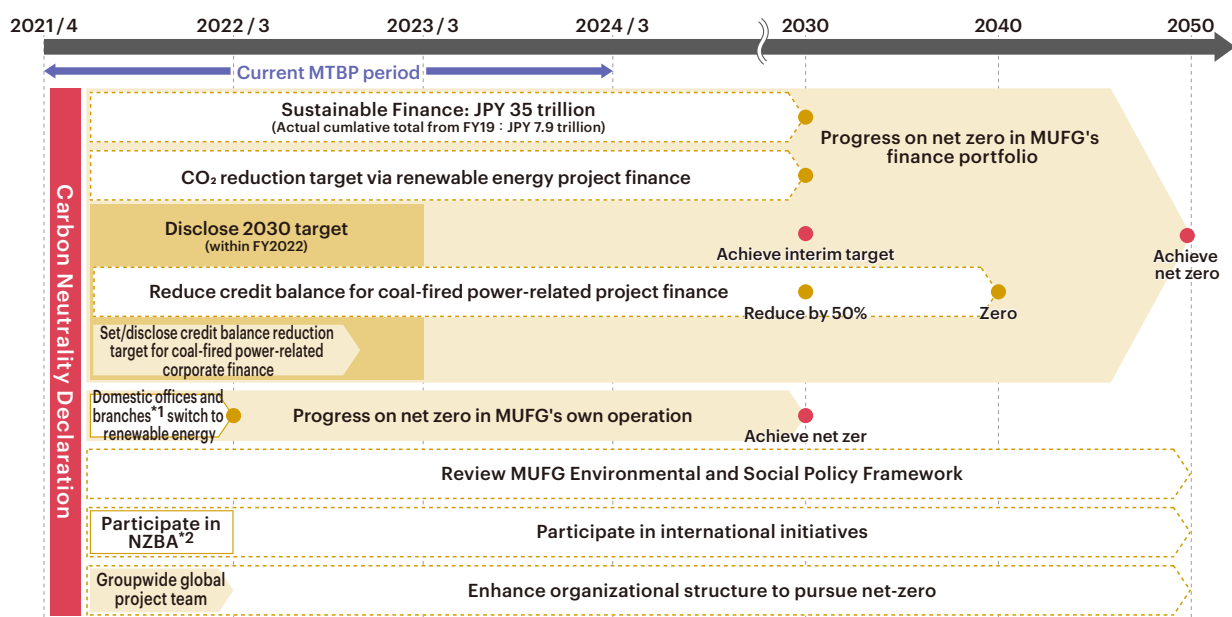 2021/4 2022/3 2023/3 2024/3 2030 2040 2050
Current MTBP period
Carbon Neutrality Declaration
Sustainable Finance: JPY 35 trillion
(Actual cumlative total from FY19 : JPY 7.9 trillion)
Progress on net zero in MUFG's
finance portfolio
CO₂ reduction target via renewable energy project finance
Disclose 2030 target
(within FY2022)
Achieve interim target
Achieve
net zero
Reduce credit balance for coal-fired power-related project finance
Reduce by 50%
Zero
Set/disclose credit balance reduction
target for coal-fired power-related
corporate finance
Domestic offices and
branches*1 switch to
renewable energy
Progress on net zero in MUFG's own operation
Achieve net zer
Review MUFG Environmental and Social Policy Framework
Participate in
NZBA*2
Participate in international initiatives
Groupwide global
project team
Enhance organizational structure to pursue net-zero